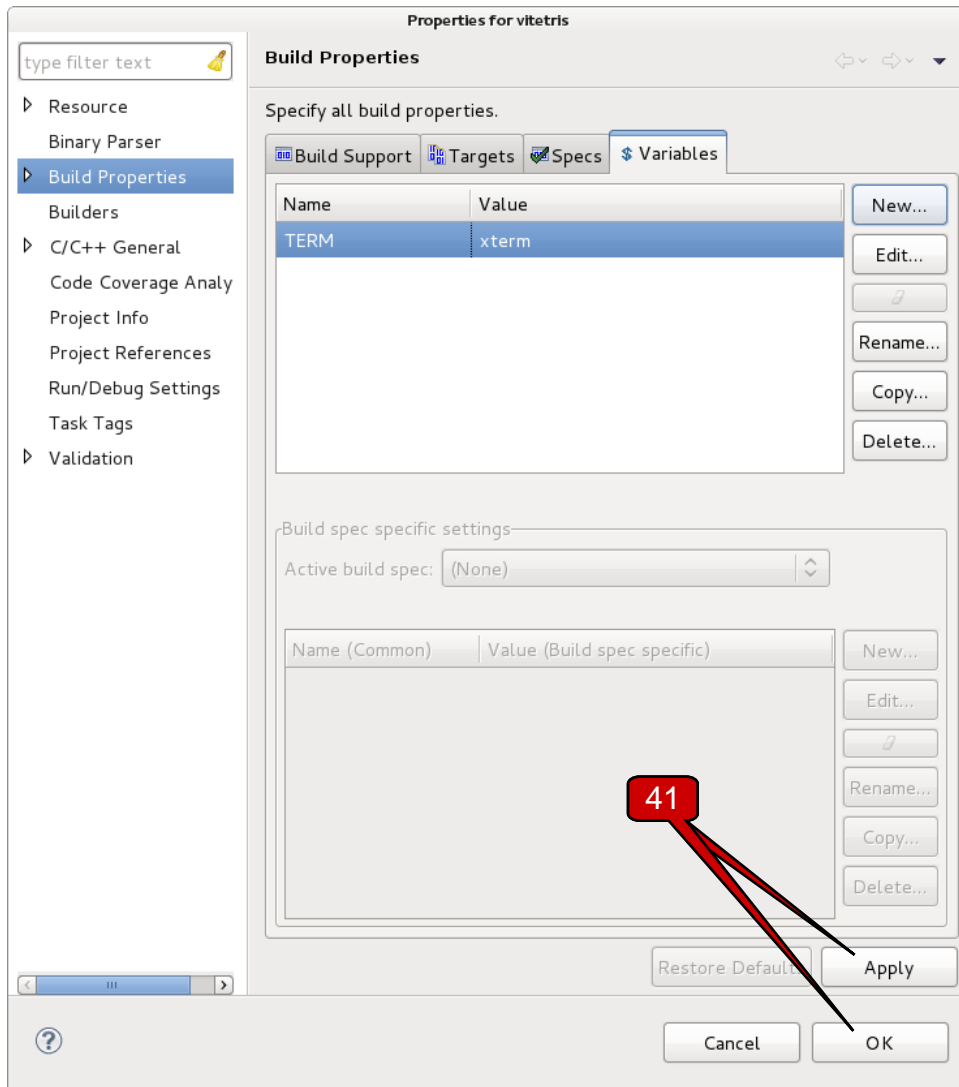 Properties for vitetris
type filter text
Build Properties
Resource
Binary Parser
Build Properties
Builders
C/C++ General
Code Coverage Analy
Project Info
Project References
Run/Debug Settings
Task Tags
Validation
Specify all build properties.
Build Support Targets Specs $ Variables
Name Value
TERM xterm
New...
Edit...
Rename...
Copy...
Delete...
Build spec specific settings
Active build spec: (None)
Name (Common) Value (Build spec specific)
New...
Edit...
Rename...
Copy...
Delete...
41
Restore Default
Apply
Cancel
OK